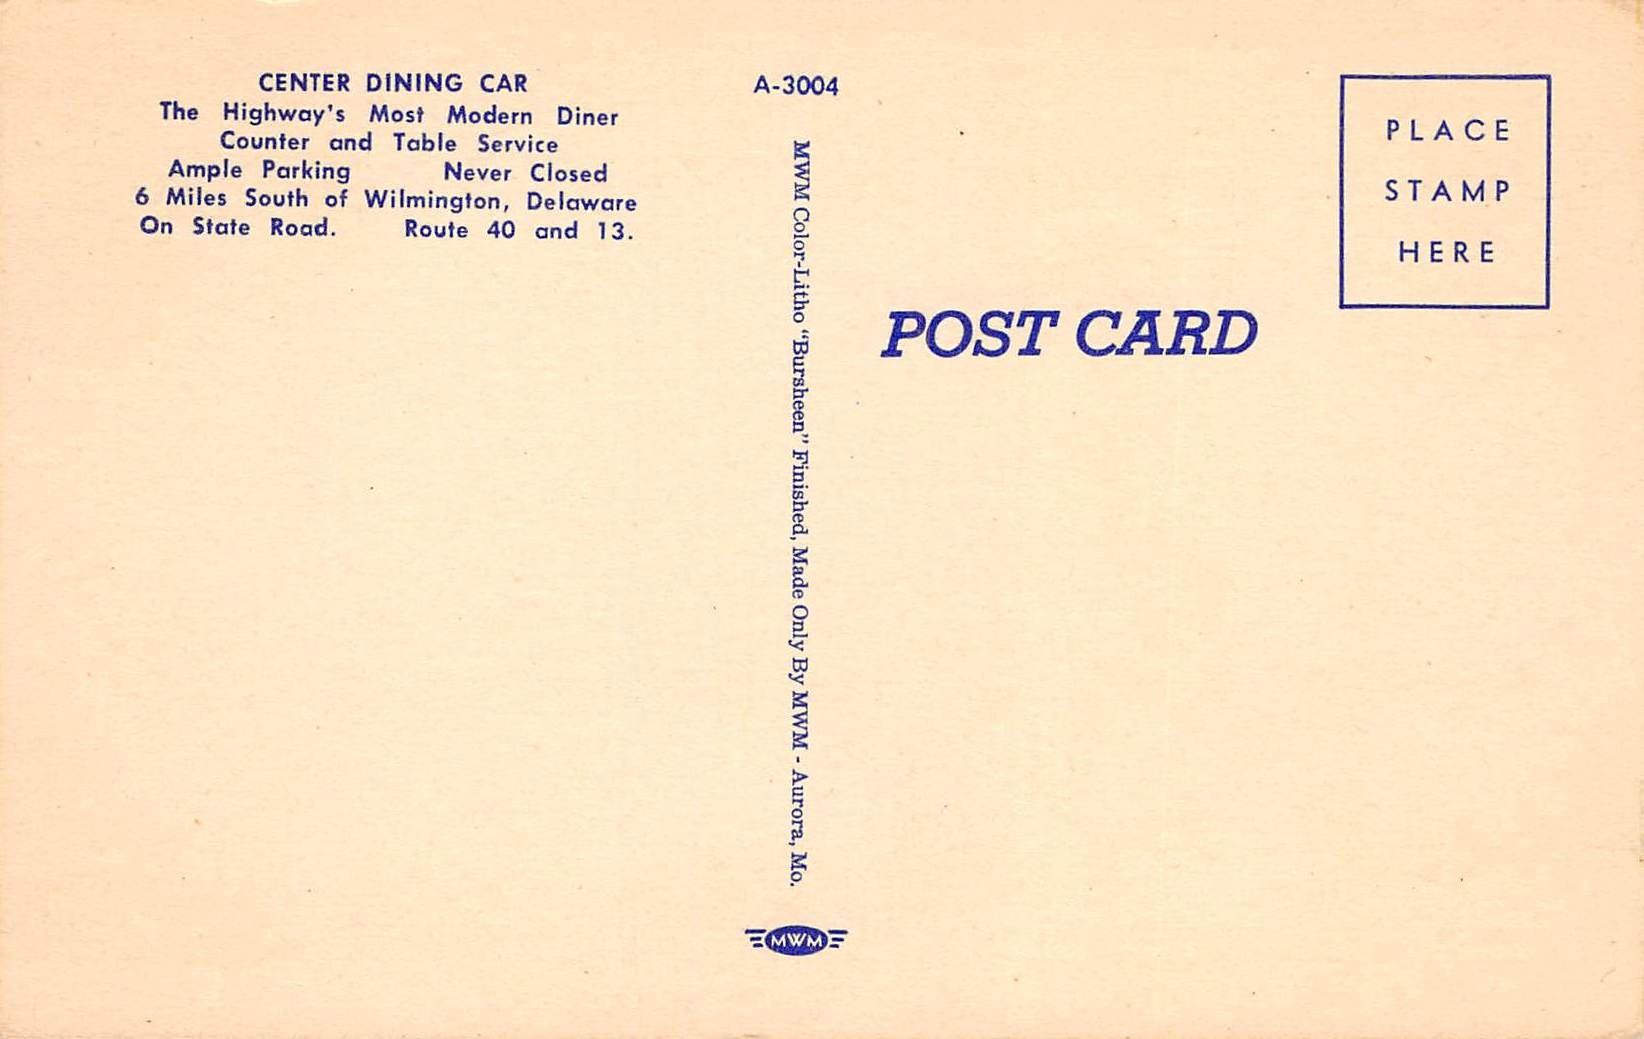 CENTER DINING CAR
The Highway's Most Modern Diner
Counter and Table Service
Ample Parking Never Closed
6 Miles South of Wilmington, Delaware
On State Road. Route 40 and 13.
A-3004
MWM Color-Litho "Bursheen" Finished, Made Only By MWM - Aurora, Mo.
MWM
POST CARD
PLACE
STAMP
HERE